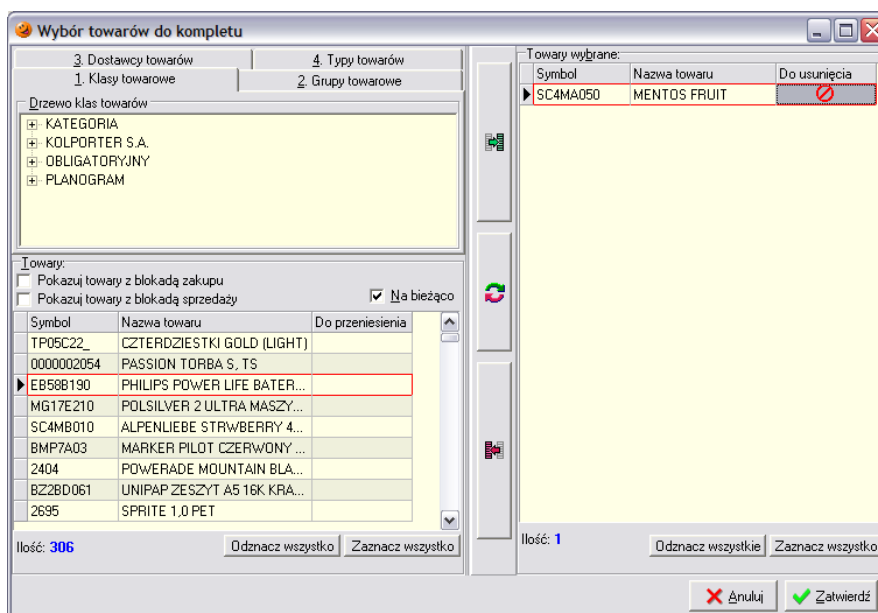 Wybór towarów do kompletu
3. Dostawcy towarów
4. Typy towarów
1. Klasy towarowe
2. Grupy towarowe
Drzewo klas towarów
KATEGORIA
KOLPORTER S.A.
OBLIGATORYJNY
PLANOGRAM
Towary:
Pokazuj towary z blokadą zakupu
Pokazuj towary z blokadą sprzedaży
Na bieżąco
Symbol Nazwa towaru Do przeniesienia
TP05C22_ CZTERDZIESTKI GOLD (LIGHT)
0000002054 PASSION TORBA S, TS
EB58B190 PHILIPS POWER LIFE BATER...
MG17E210 POLSILVER 2 ULTRA MASZY...
SC4MB010 ALPENLIEBE STRWBERRY 4...
BMP7A03 MARKER PILOT CZERWONY ...
2404 POWERADE MOUNTAIN BLA...
BZ2BD061 UNIPAP ZESZYT A5 16K KRA...
2695 SPRITE 1,0 PET
Ilość: 306
Odznacz wszystko Zaznacz wszystko
Towary wybrane:
Symbol Nazwa towaru Do usunięcia
SC4MA050 MENTOS FRUIT
Ilość: 1
Odznacz wszystkie Zaznacz wszystko
Anuluj Zatwierdź